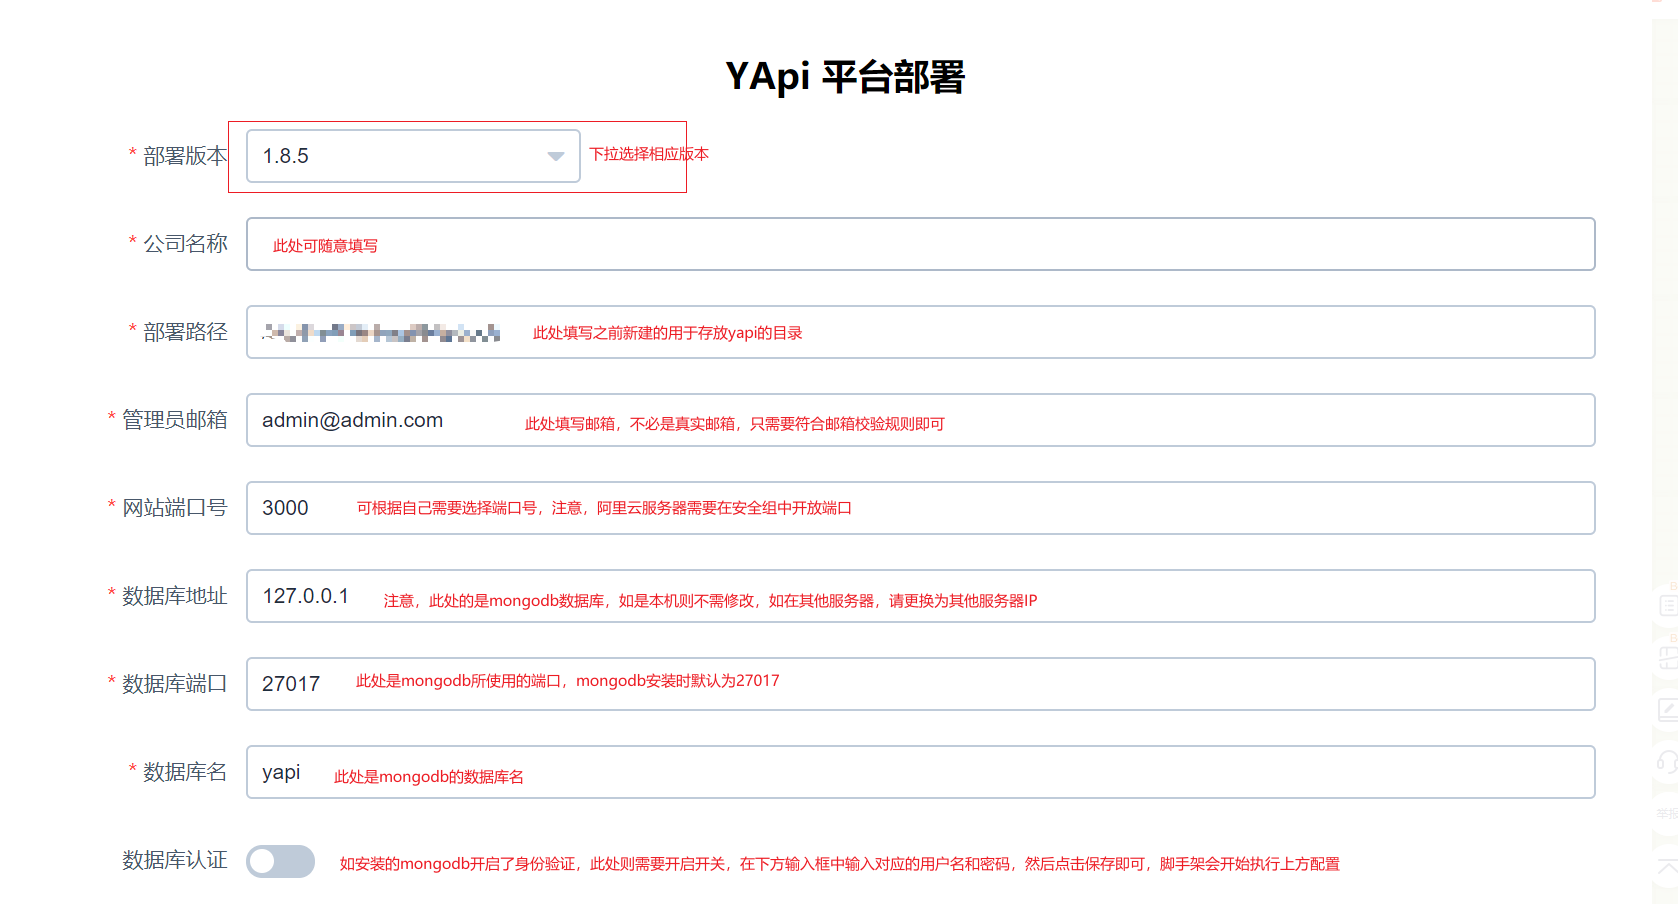 YApi 平台部署
* 部署版本 1.8.5 下拉选择相应版本
* 公司名称 此处可随意填写
* 部署路径 此处填写之前新建的用于存放yapi的目录
* 管理员邮箱 admin@admin.com 此处填写邮箱，不必是真实邮箱，只需要符合邮箱校验规则即可
* 网站端口号 3000 可根据自己需要选择端口号，注意，阿里云服务器需要在安全组中开放端口
* 数据库地址 127.0.0.1 注意，此处的是mongodb数据库，如是本机则不需修改，如在其他服务器，请更换为其他服务器IP
* 数据库端口 27017 此处是mongodb所使用的端口，mongodb安装时默认为27017
* 数据库名 yapi 此处是mongodb的数据库名
举报
数据库认证 如安装的mongodb开启了身份验证，此处则需要开启开关，在下方输入框中输入对应的用户名和密码，然后点击保存即可，脚手架会开始执行上方配置